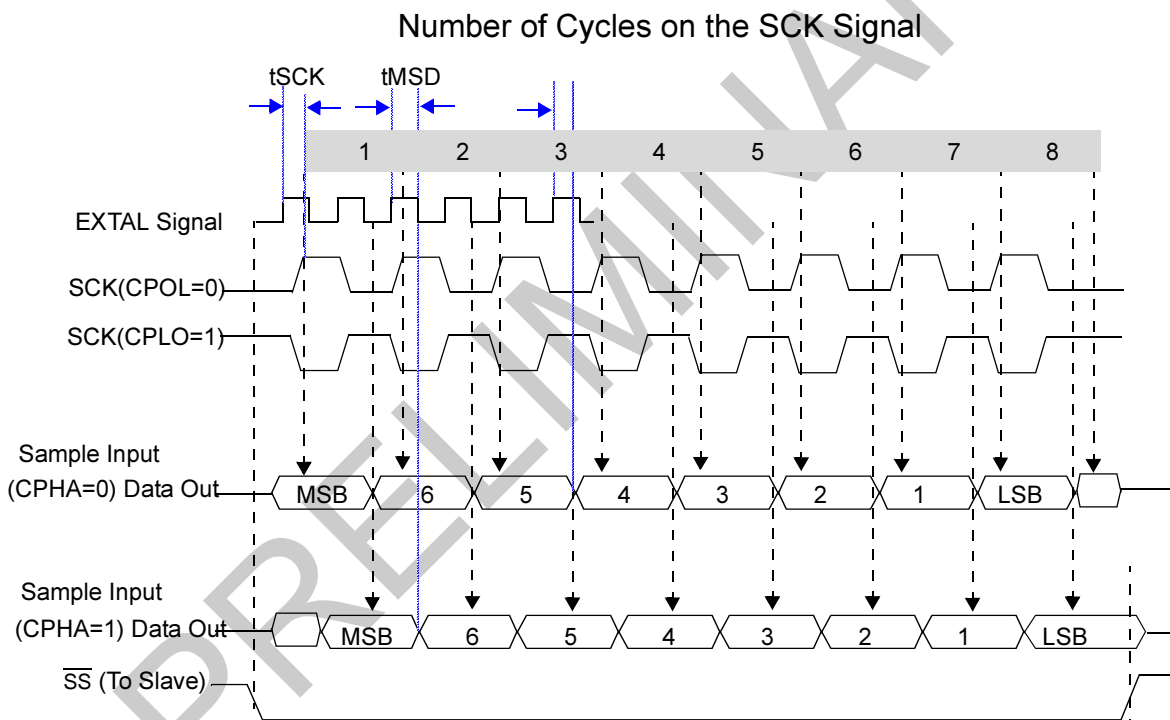 Number of Cycles on the SCK Signal
tSCK tMSD
1 2 3 4 5 6 7 8
EXTAL Signal
SCK(CPOL=0)
SCK(CPLO=1)
Sample Input
(CPHA=0) Data Out MSB 6 5 4 3 2 1 LSB
Sample Input
(CPHA=1) Data Out MSB 6 5 4 3 2 1 LSB
SS (To Slave)
PRELIMINAR